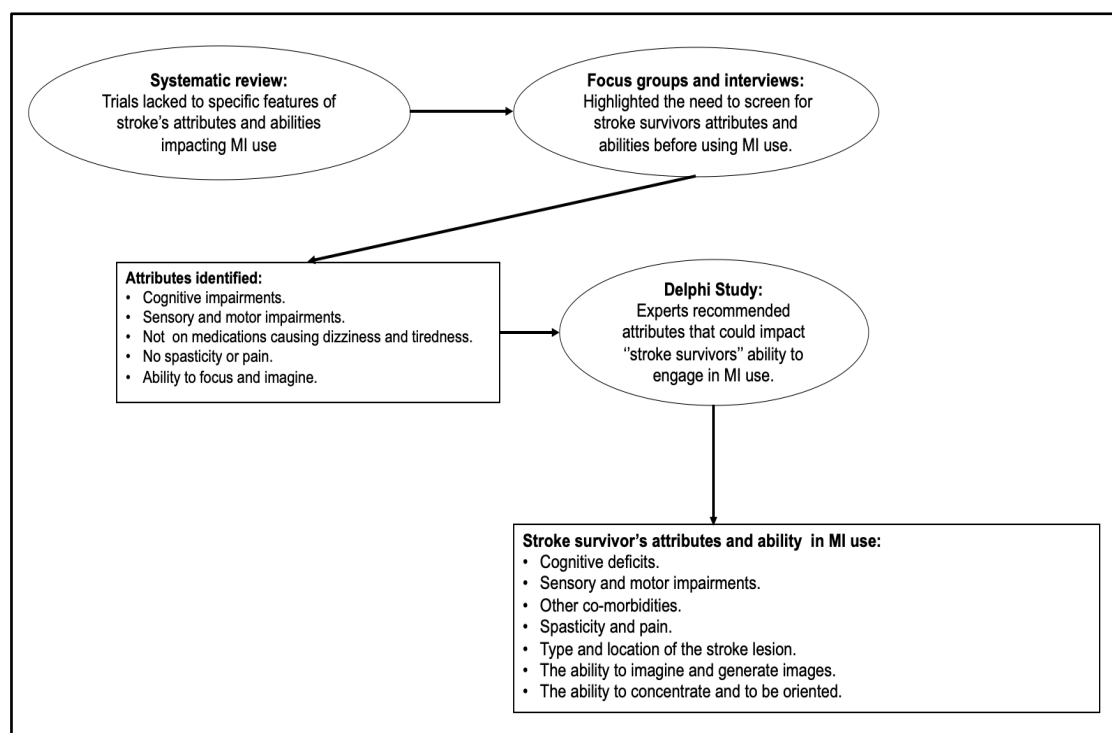 Systematic review:
Trials lacked to specific features of
stroke's attributes and abilities
impacting MI use
Focus groups and interviews:
Highlighted the need to screen for
stroke survivors attributes and
abilities before using MI use.
Attributes identified:
• Cognitive impairments.
• Sensory and motor impairments.
• Not on medications causing dizziness and tiredness.
• No spasticity or pain.
• Ability to focus and imagine.
Delphi Study:
Experts recommended
attributes that could impact
‘’stroke survivors’’ ability to
engage in MI use.
Stroke survivor’s attributes and ability in MI use:
• Cognitive deficits.
• Sensory and motor impairments.
• Other co-morbidities.
• Spasticity and pain.
• Type and location of the stroke lesion.
• The ability to imagine and generate images.
• The ability to concentrate and to be oriented.